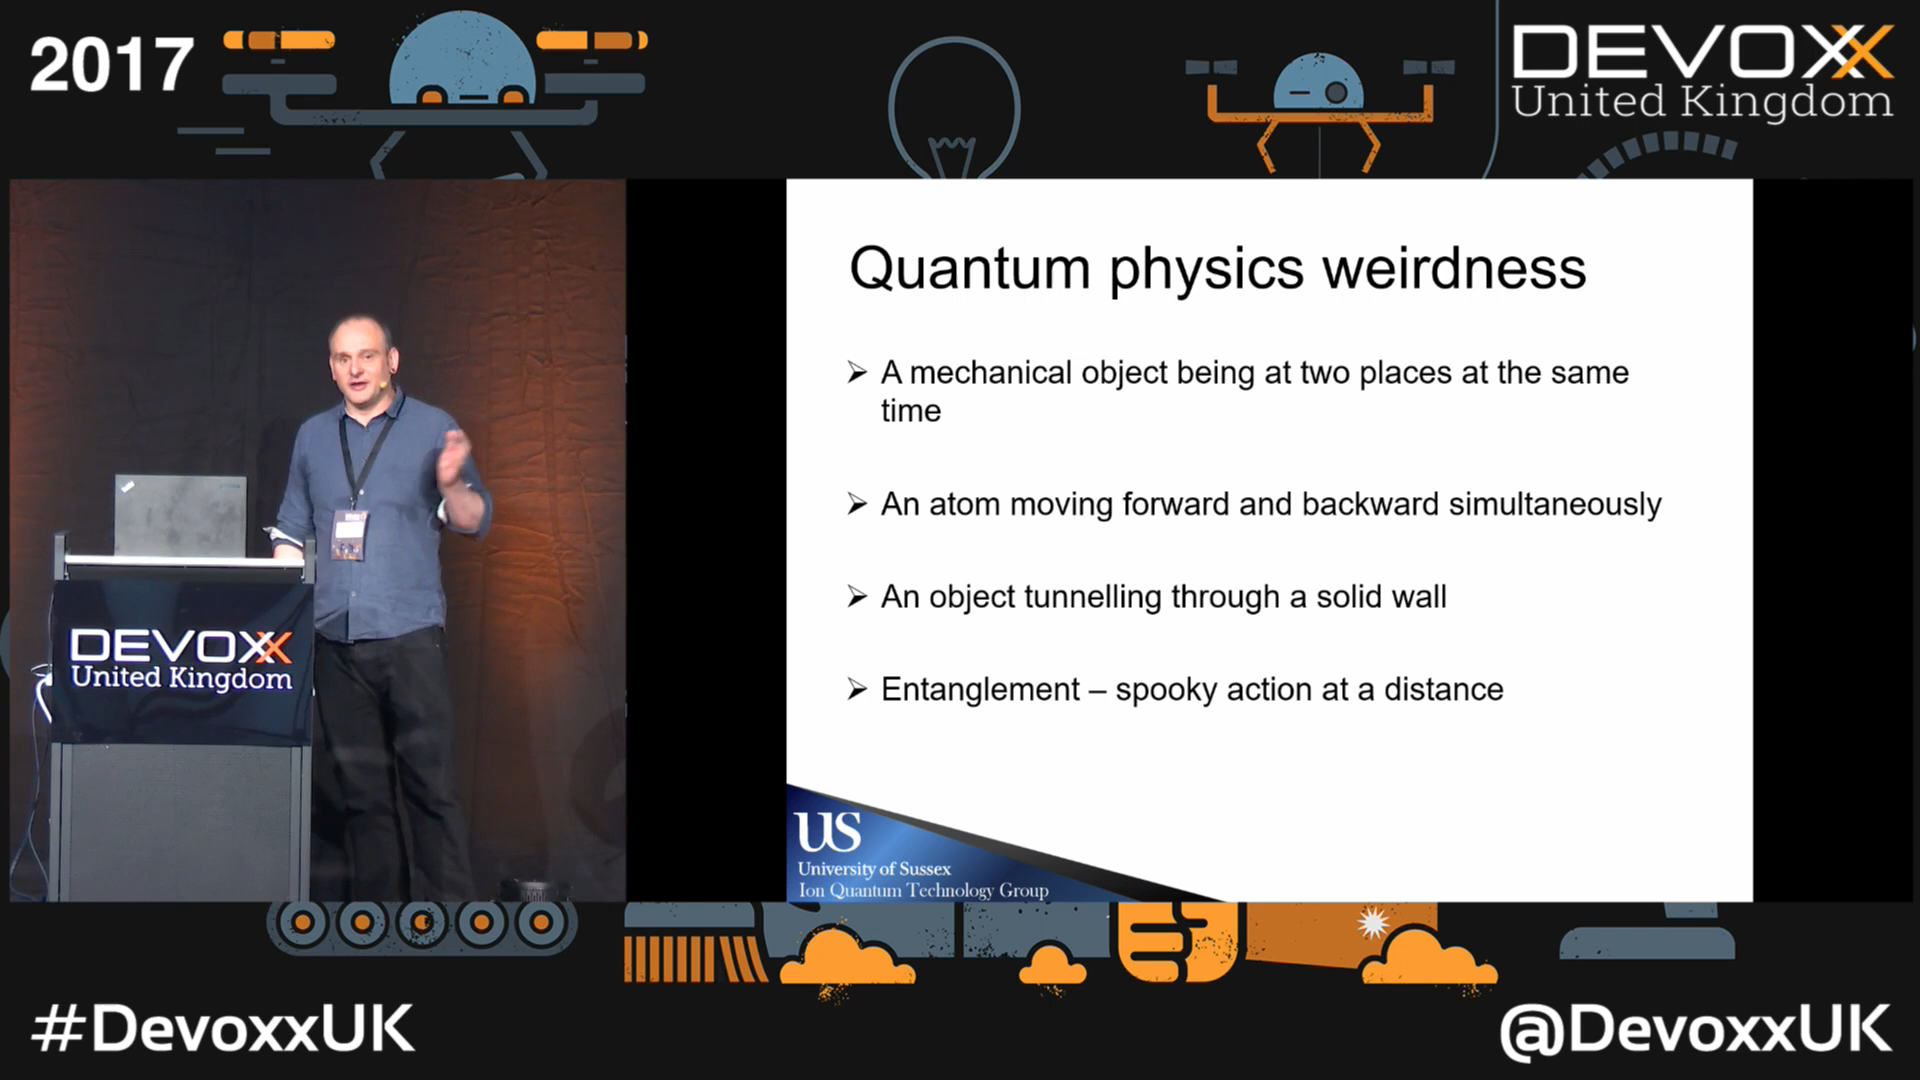 2017
DEVOXX
United Kingdom
Quantum physics weirdness
➢ A mechanical object being at two places at the same
time
➢ An atom moving forward and backward simultaneously
➢ An object tunnelling through a solid wall
➢ Entanglement – spooky action at a distance
DEVOXX
United Kingdom
US
University of Sussex
Ion Quantum Technology Group
#DevoxxUK
@DevoxxUK